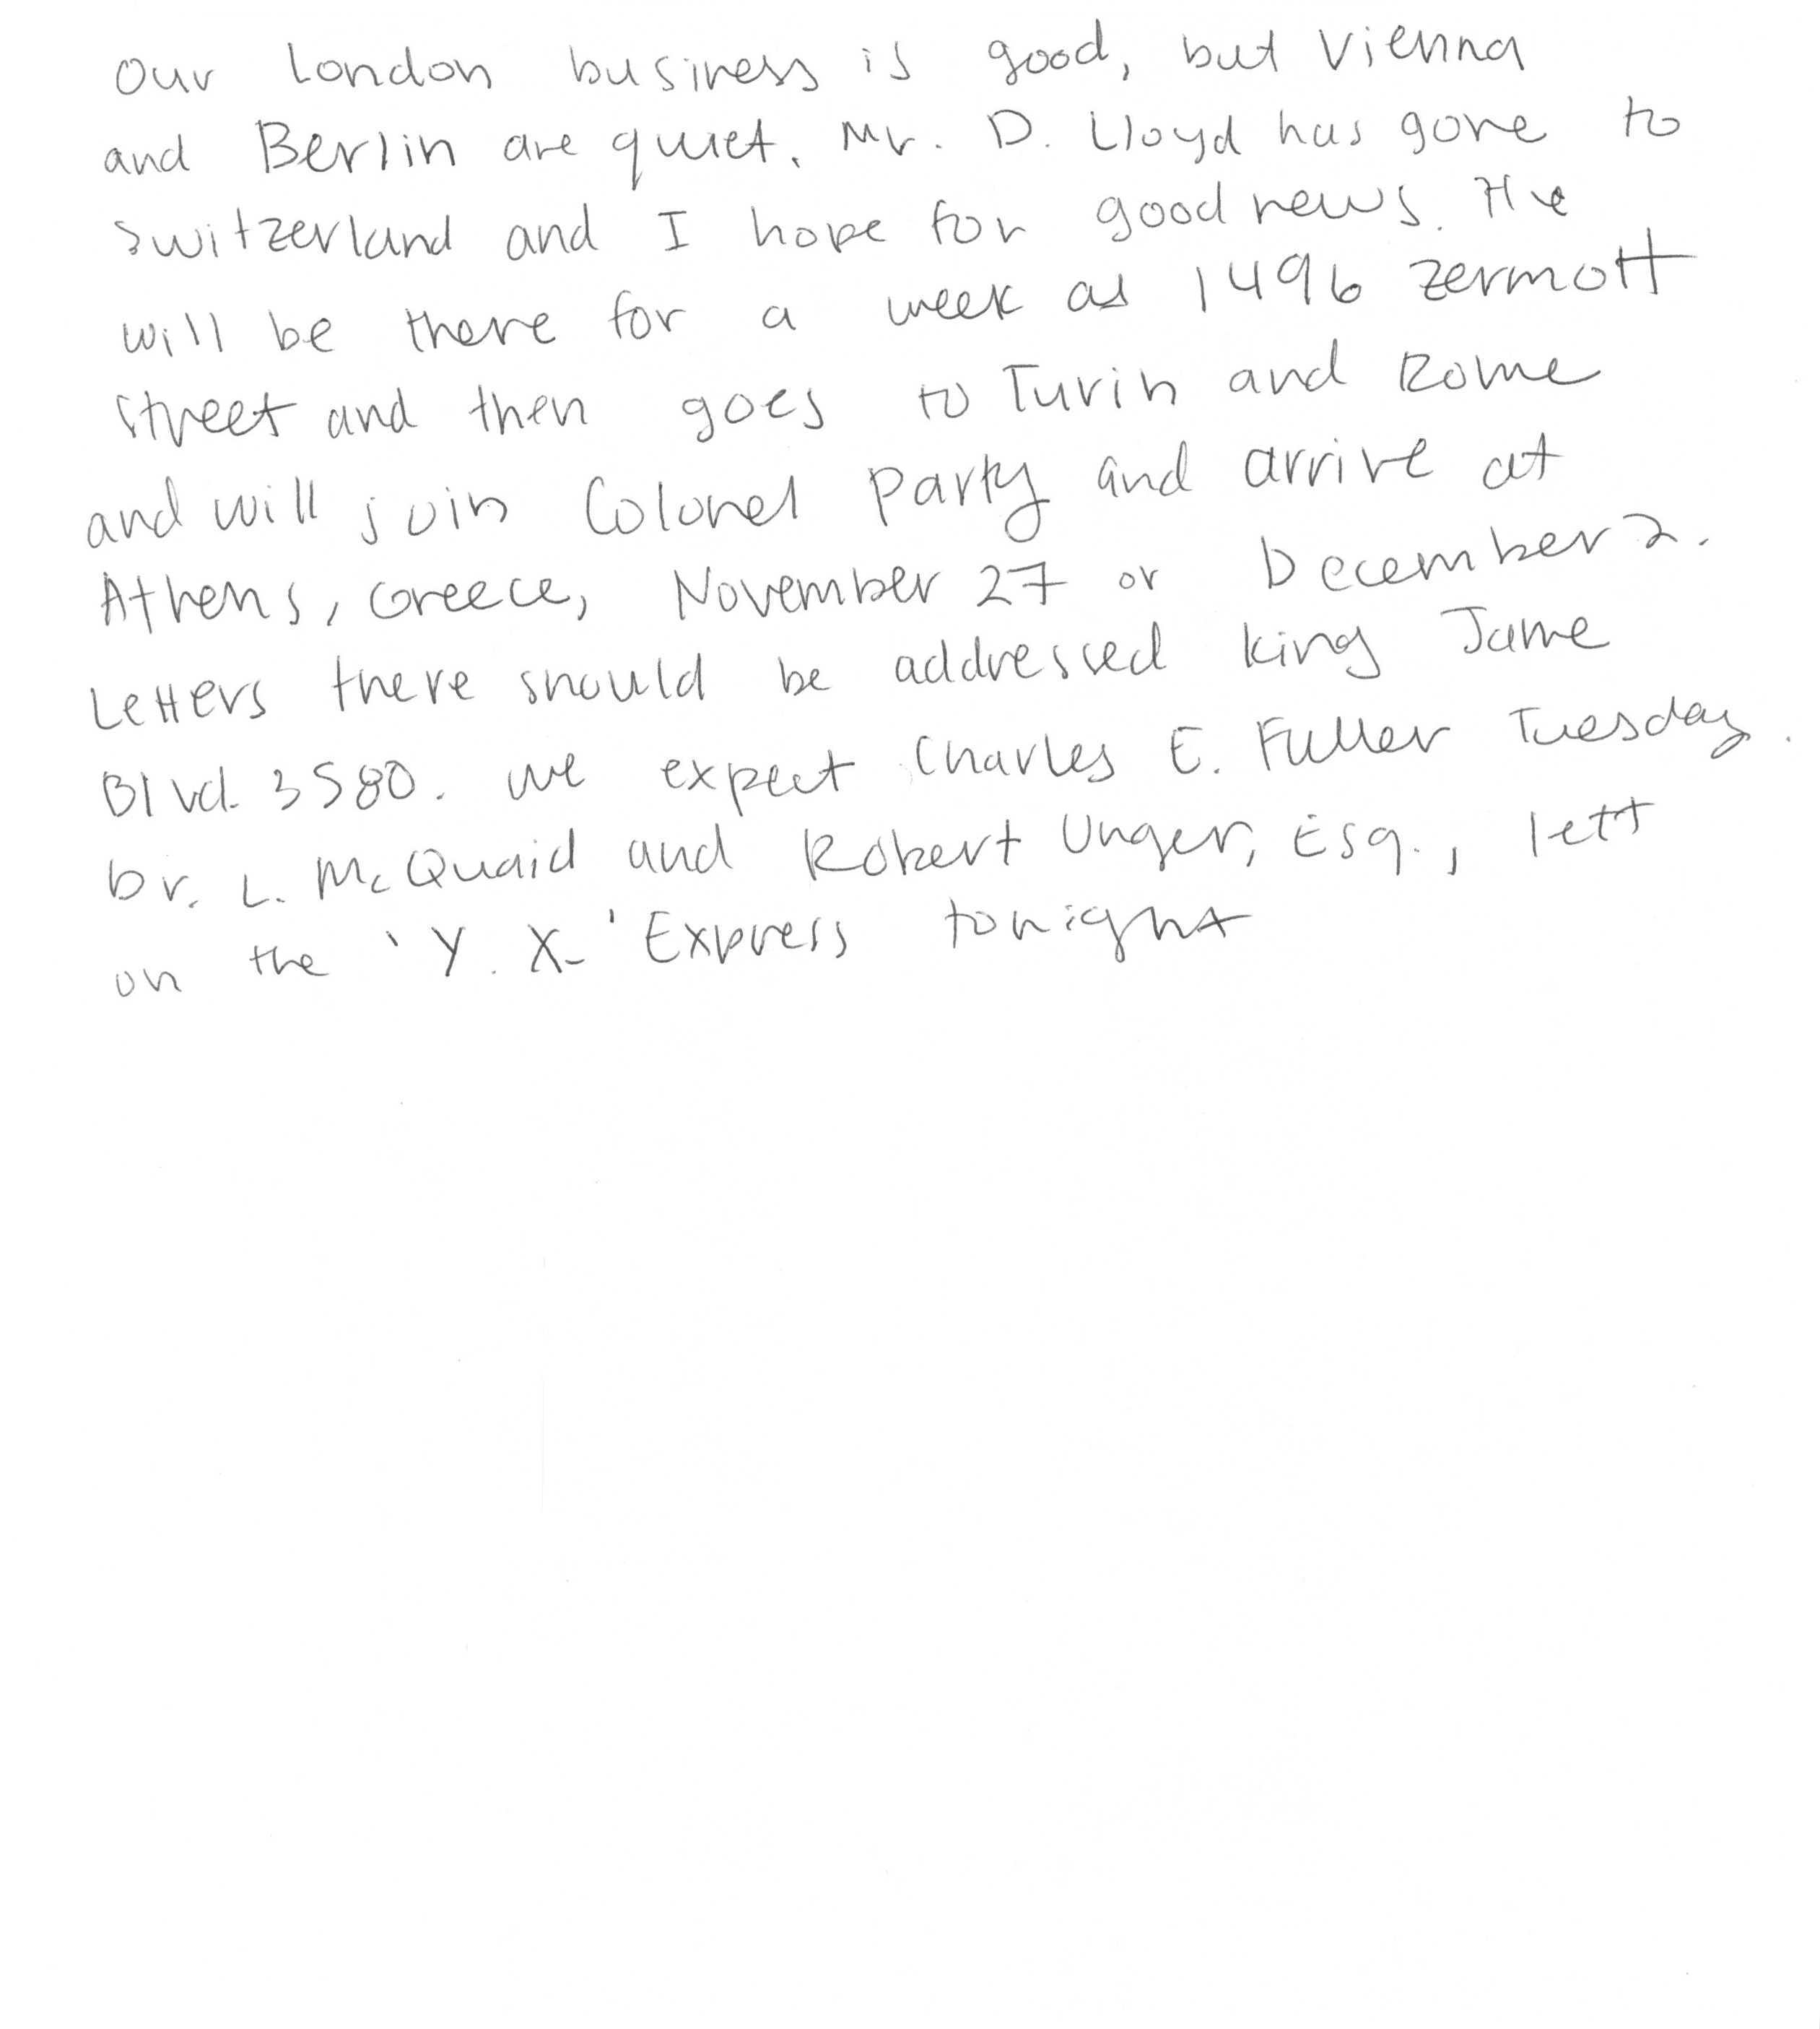 Our London business is good, but Vienna
and Berlin are quiet. Mr. D. Lloyd has gone to
Switzerland and I hope for good news. He
will be there for a week as 1496 Zermott
street and then goes to Turin and Rome
and will join Colonel Party and arrive at
Athens, Greece, November 27 or December 2.
Letters there should be addressed King Jame
Blvd. 3580. We expect Charles E. Fuller Tuesday.
Dr. L. McQuaid and Robert Unger, Esq., lett
on the 'Y. X.' Express tonight